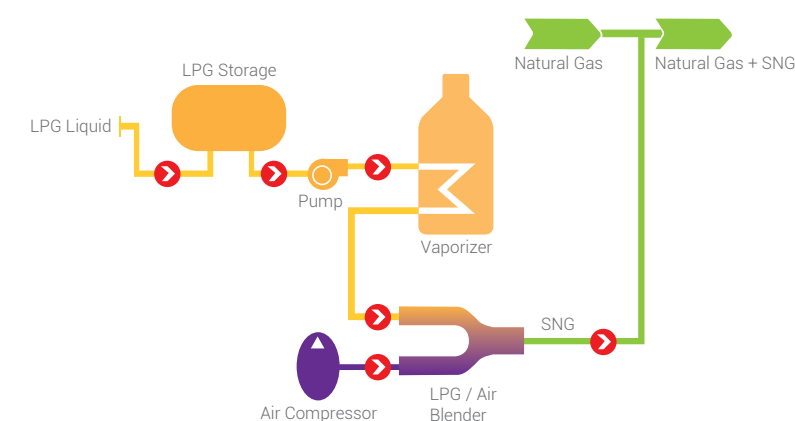 Natural Gas
Natural Gas + SNG
LPG Storage
LPG Liquid
Pump
Vaporizer
SNG
LPG / Air
Blender
Air Compressor